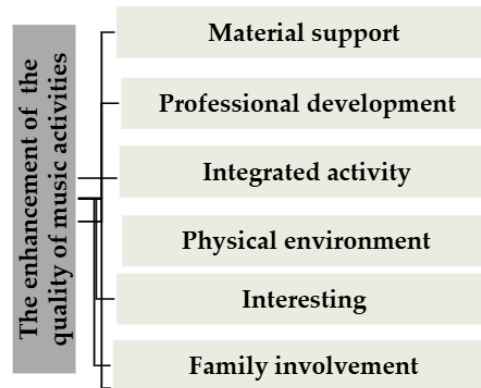 The enhancement of the
quality of music activities
Material support
Professional development
Integrated activity
Physical environment
Interesting
Family involvement